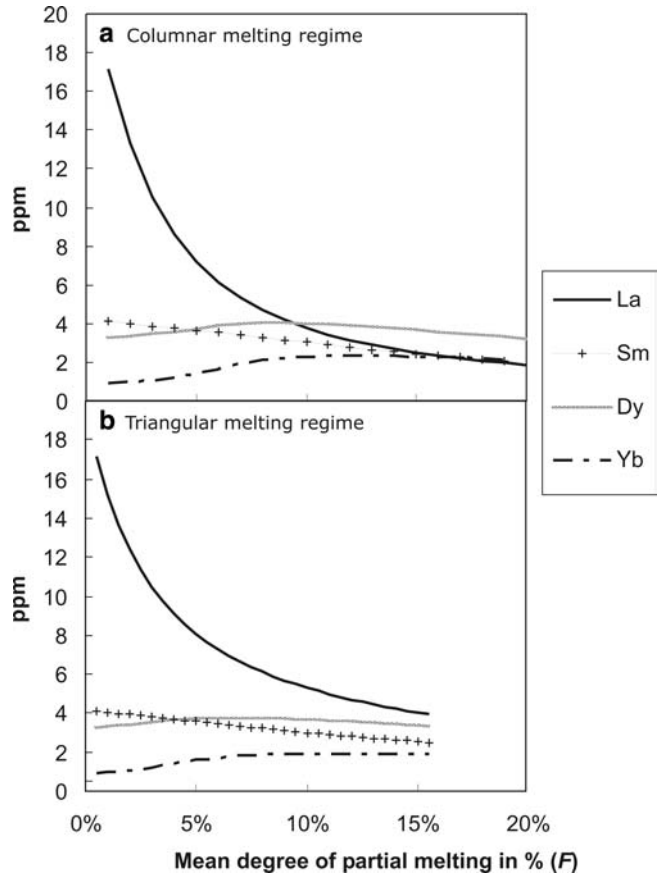 a Columnar melting regime
20
18
16
14
12
10
8
6
4
2
0
ppm
b Triangular melting regime
18
16
14
12
10
8
6
4
2
0
ppm
0% 5% 10% 15% 20%
Mean degree of partial melting in % (F)
La
Sm
Dy
Yb